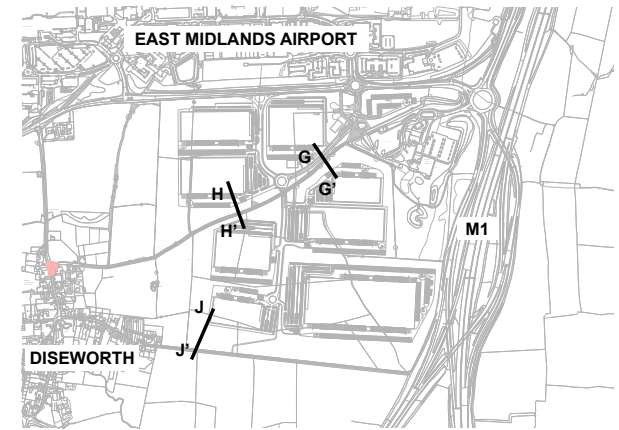 EAST MIDLANDS AIRPORT
G
G'
H
H'
M1
J
J'
DISEWORTH